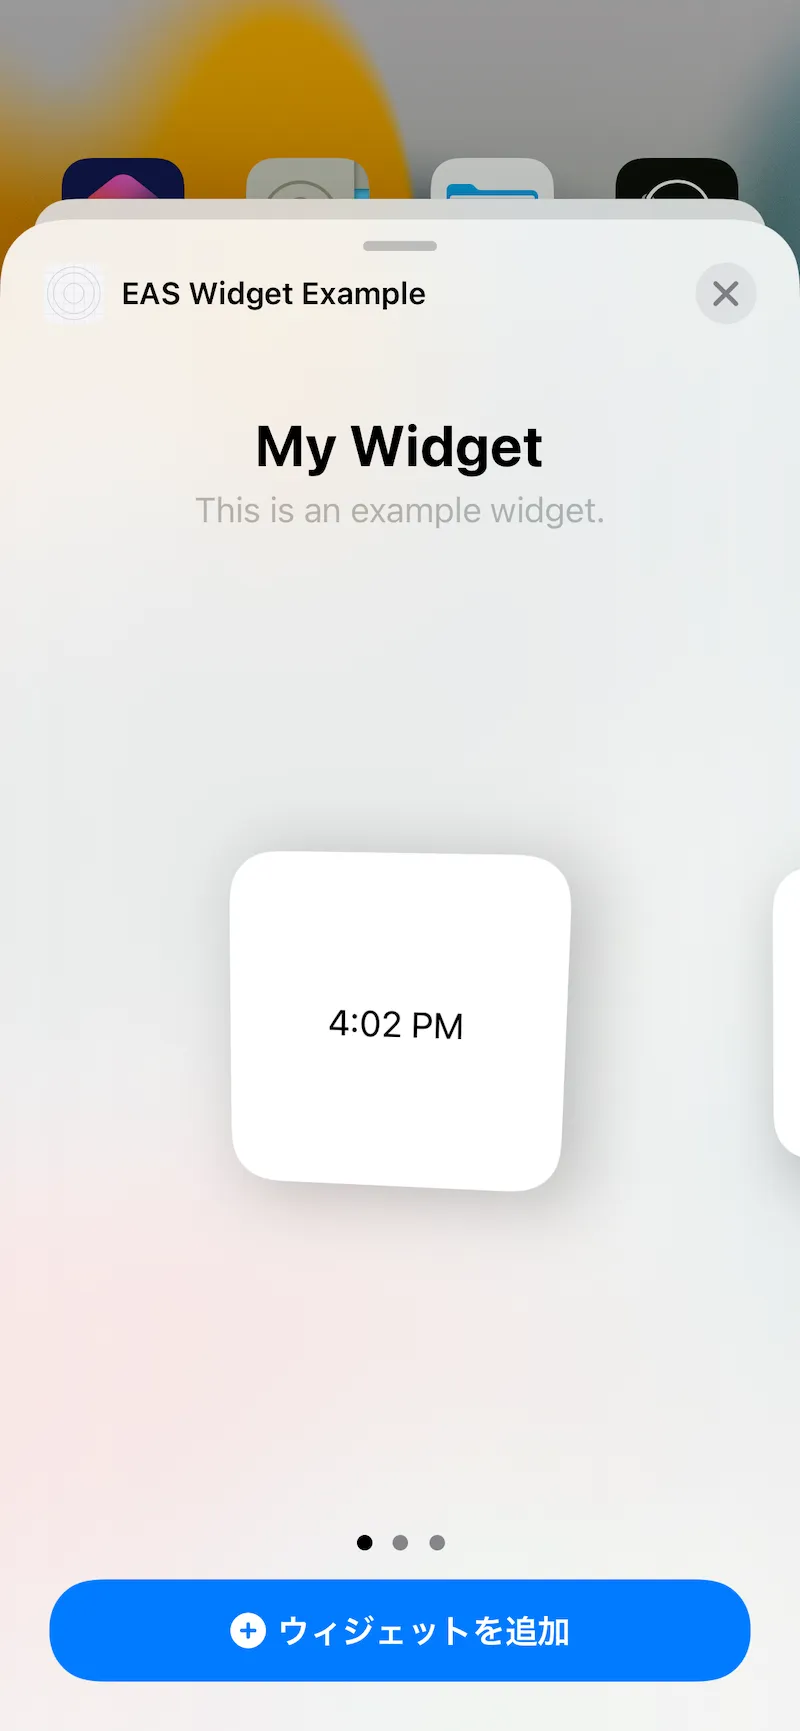 EAS Widget Example
My Widget
This is an example widget.
4:02 PM
ウィジェットを追加